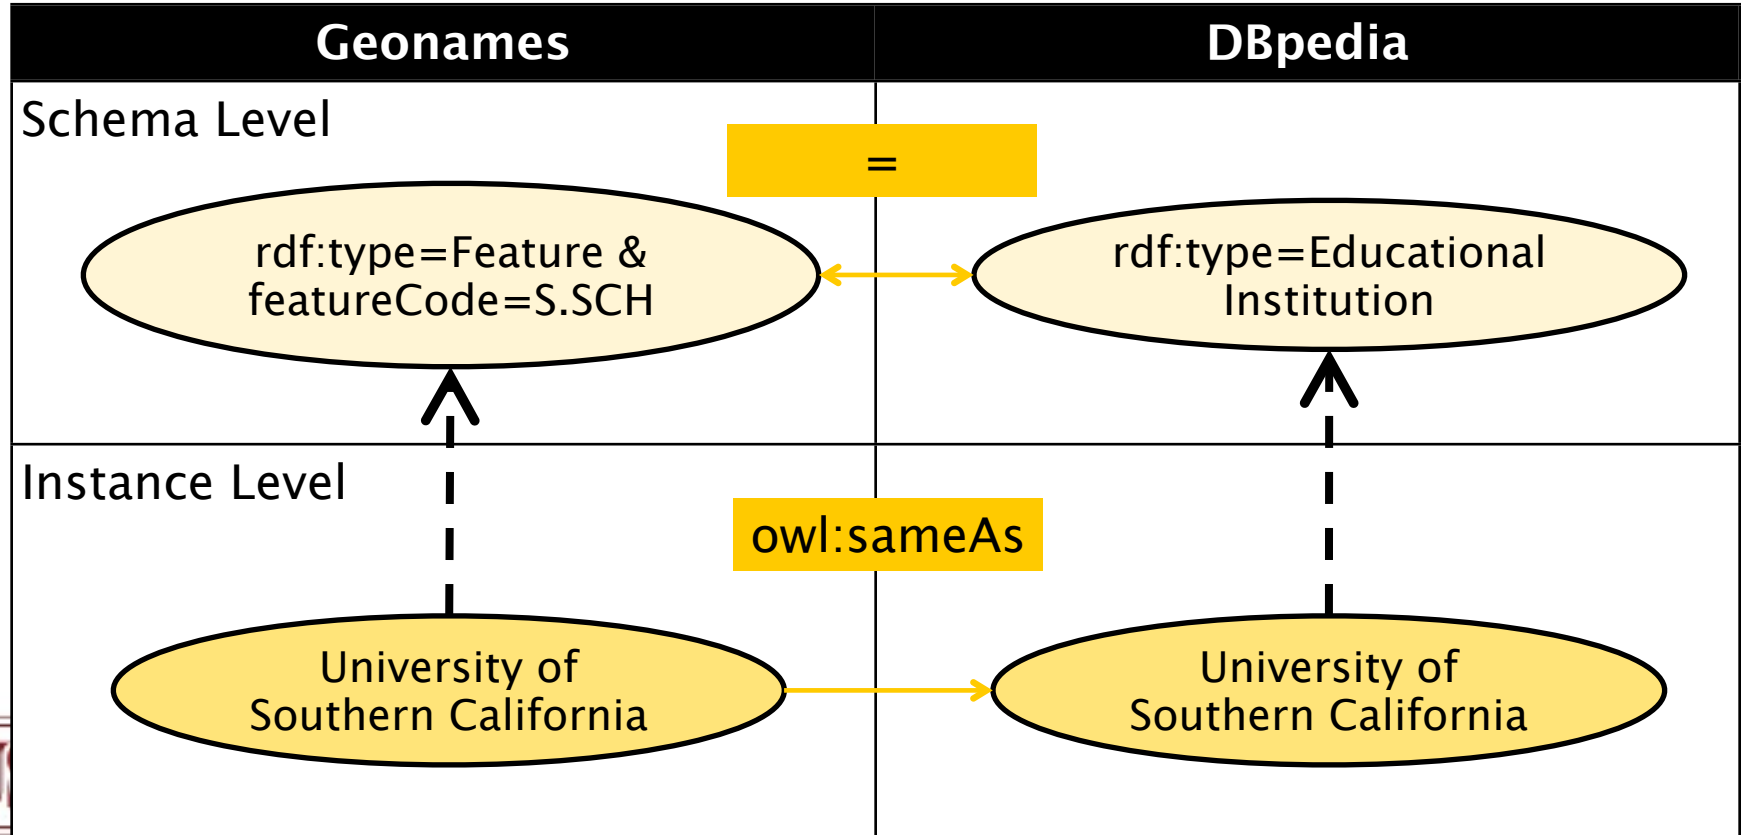 Geonames
DBpedia
Schema Level
=
rdf:type=Feature &
featureCode=S.SCH
rdf:type=Educational
Institution
Instance Level
owl:sameAs
University of
Southern California
University of
Southern California